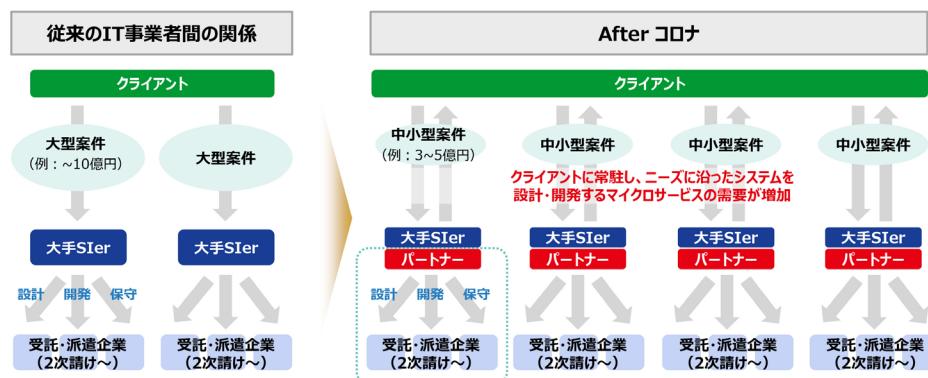 従来のIT事業者間の関係
クライアント
大型案件
(例：~10億円)
大型案件
大手SIer
大手SIer
設計 開発 保守
受託･派遣企業
(2次請け～)
受託･派遣企業
(2次請け～)
After コロナ
クライアント
中小型案件
(例：3~5億円)
中小型案件
中小型案件
中小型案件
クライアントに常駐し、ニーズに沿ったシステムを
設計・開発するマイクロサービスの需要が増加
大手SIer
パートナー
大手SIer
パートナー
大手SIer
パートナー
大手SIer
パートナー
設計 開発 保守
受託･派遣企業
(2次請け～)
受託･派遣企業
(2次請け～)
受託･派遣企業
(2次請け～)
受託･派遣企業
(2次請け～)